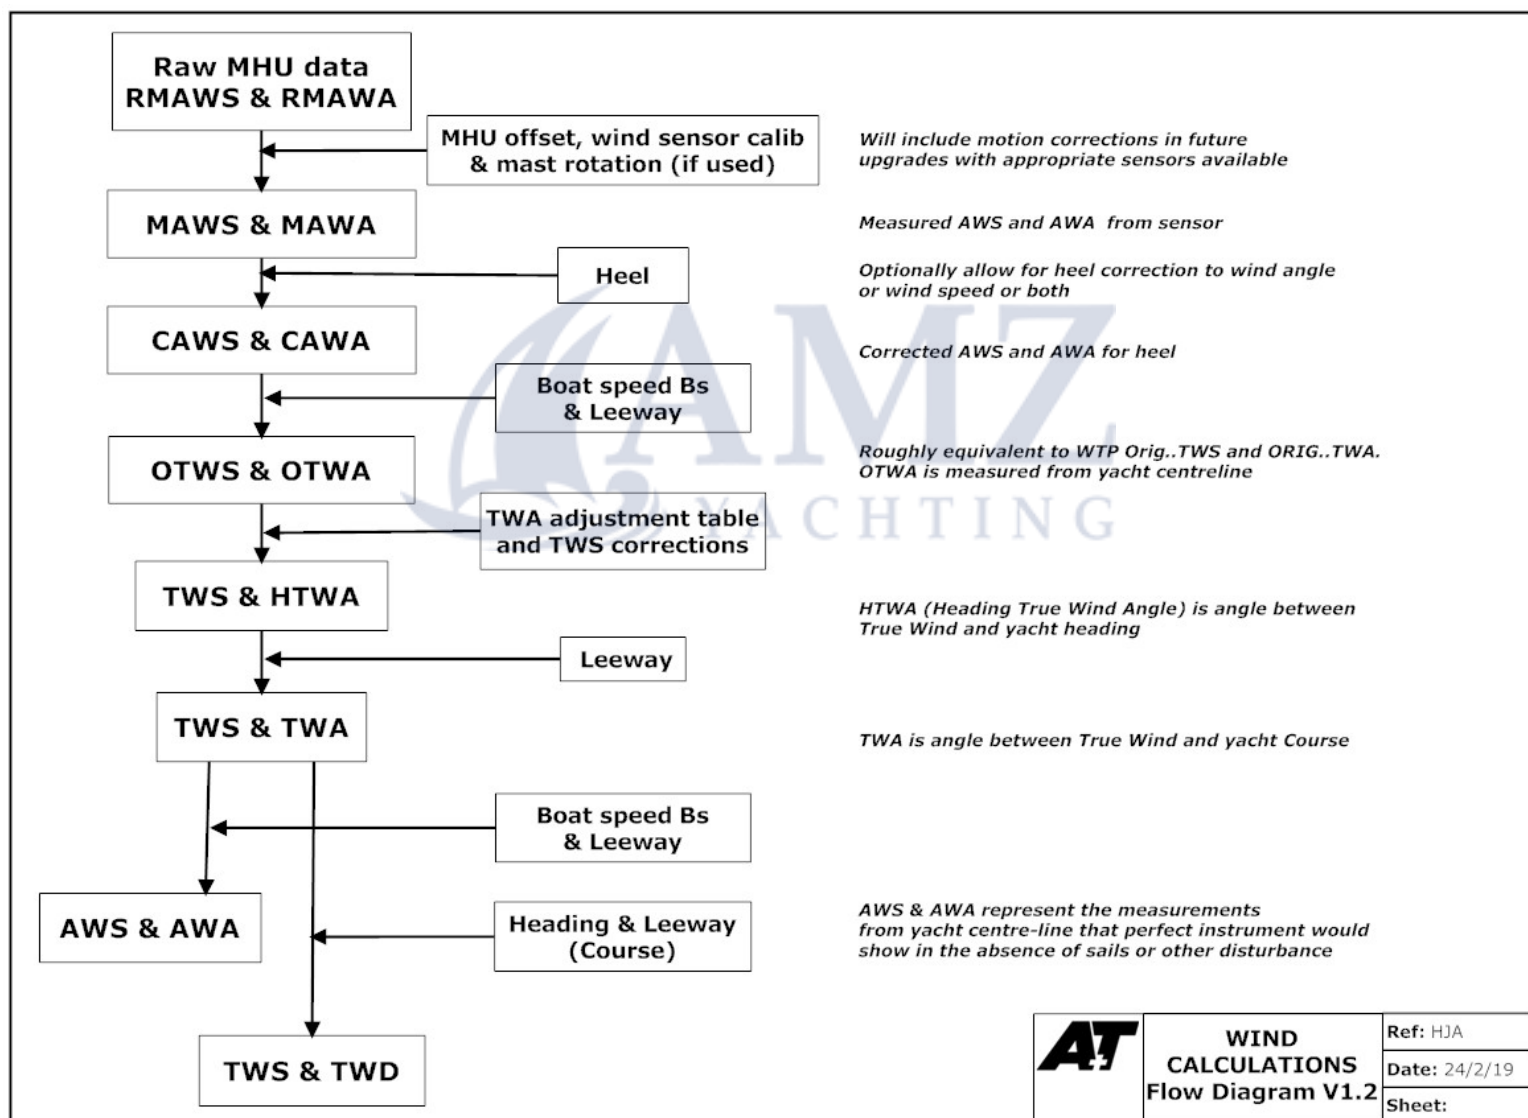 Raw MHU data
RMAWS & RMAWA
MHU offset, wind sensor calib
& mast rotation (if used)
Will include motion corrections in future
upgrades with appropriate sensors available
MAWS & MAWA
Measured AWS and AWA from sensor
Heel
Optionally allow for heel correction to wind angle
or wind speed or both
CAWS & CAWA
Corrected AWS and AWA for heel
Boat speed Bs
& Leeway
OTWS & OTWA
Roughly equivalent to WTP Orig..TWS and ORIG..TWA.
OTWA is measured from yacht centreline
TWA adjustment table
and TWS corrections
TWS & HTWA
HTWA (Heading True Wind Angle) is angle between
True Wind and yacht heading
Leeway
TWS & TWA
TWA is angle between True Wind and yacht Course
Boat speed Bs
& Leeway
AWS & AWA
Heading & Leeway
(Course)
AWS & AWA represent the measurements
from yacht centre-line that perfect instrument would
show in the absence of sails or other disturbance
TWS & TWD
AMZ
YACHTING
A+T
WIND
CALCULATIONS
Flow Diagram V1.2
Ref: HJA
Date: 24/2/19
Sheet: